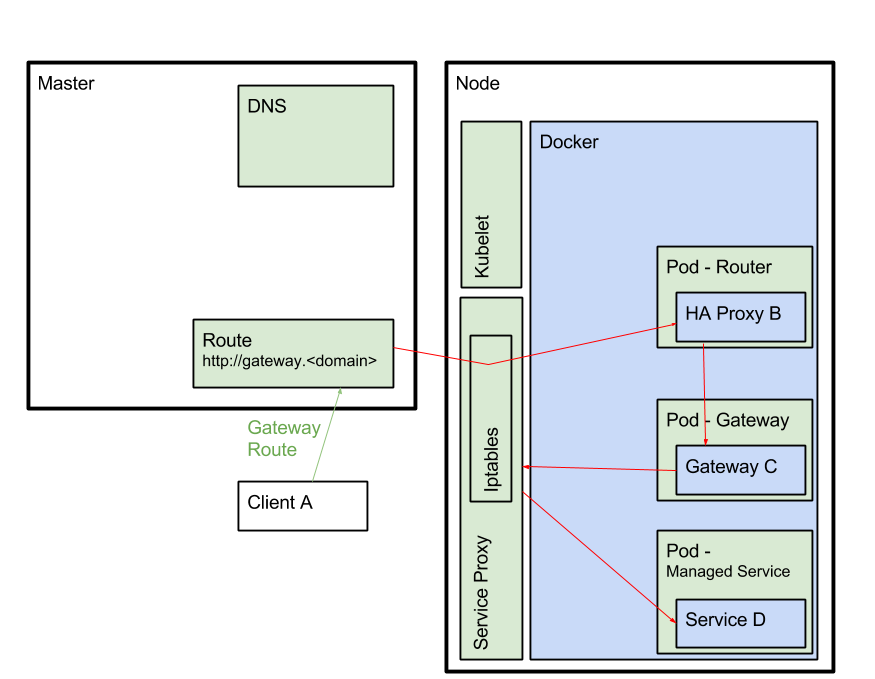 Master
DNS
Route
http://gateway.<domain>
Gateway
Route
Client A
Node
Kubelet
Iptables
Service Proxy
Docker
Pod - Router
HA Proxy B
Pod - Gateway
Gateway C
Pod -
Managed Service
Service D